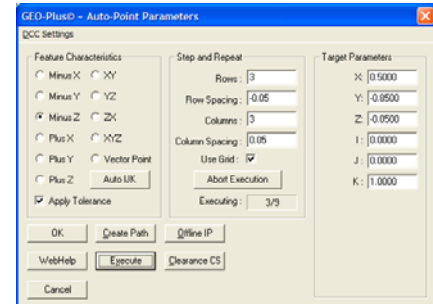 GEO-Plus© - Auto-Point Parameters
DCC Settings
Feature Characteristics
Minus X XY
Minus Y YZ
Minus Z ZX
Plus X XYZ
Plus Y Vector Point
Plus Z Auto IJK
Apply Tolerance
Step and Repeat
Rows: 3
Row Spacing: -0.05
Columns: 3
Column Spacing: 0.05
Use Grid:
Abort Execution
Executing: 3/9
Target Parameters
X: 0.5000
Y: -0.8500
Z: -0.0500
I: 0.0000
J: 0.0000
K: 1.0000
OK Create Path Offline IP
WebHelp Execute Clearance CS
Cancel